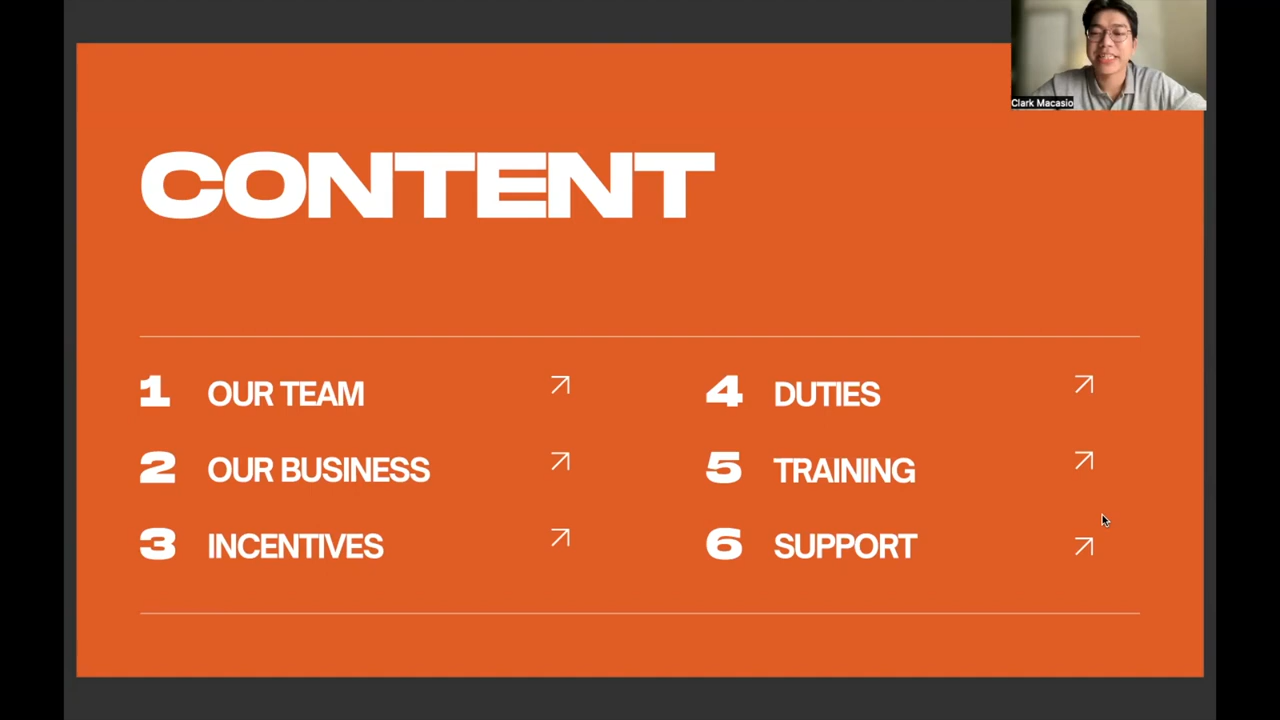 Clark Macasio
CONTENT
1 OUR TEAM
2 OUR BUSINESS
3 INCENTIVES
4 DUTIES
5 TRAINING
6 SUPPORT